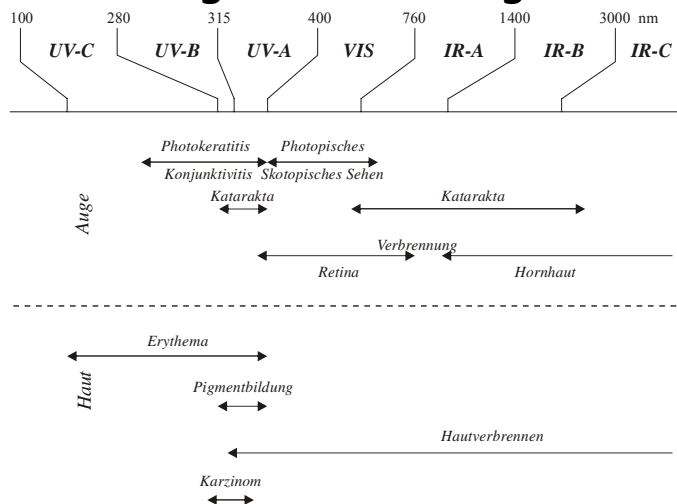 100 280 315 400 760 1400 3000 nm
UV-C UV-B UV-A VIS IR-A IR-B IR-C
Photokeratitis Photopisches
Konjunktivitis Skotopisches Sehen
Katarakta Katarakta
Auge
Verbrennung
Retina Hornhaut
Erythema
Haut
Pigmentbildung
Hautverbrennen
Karzinom